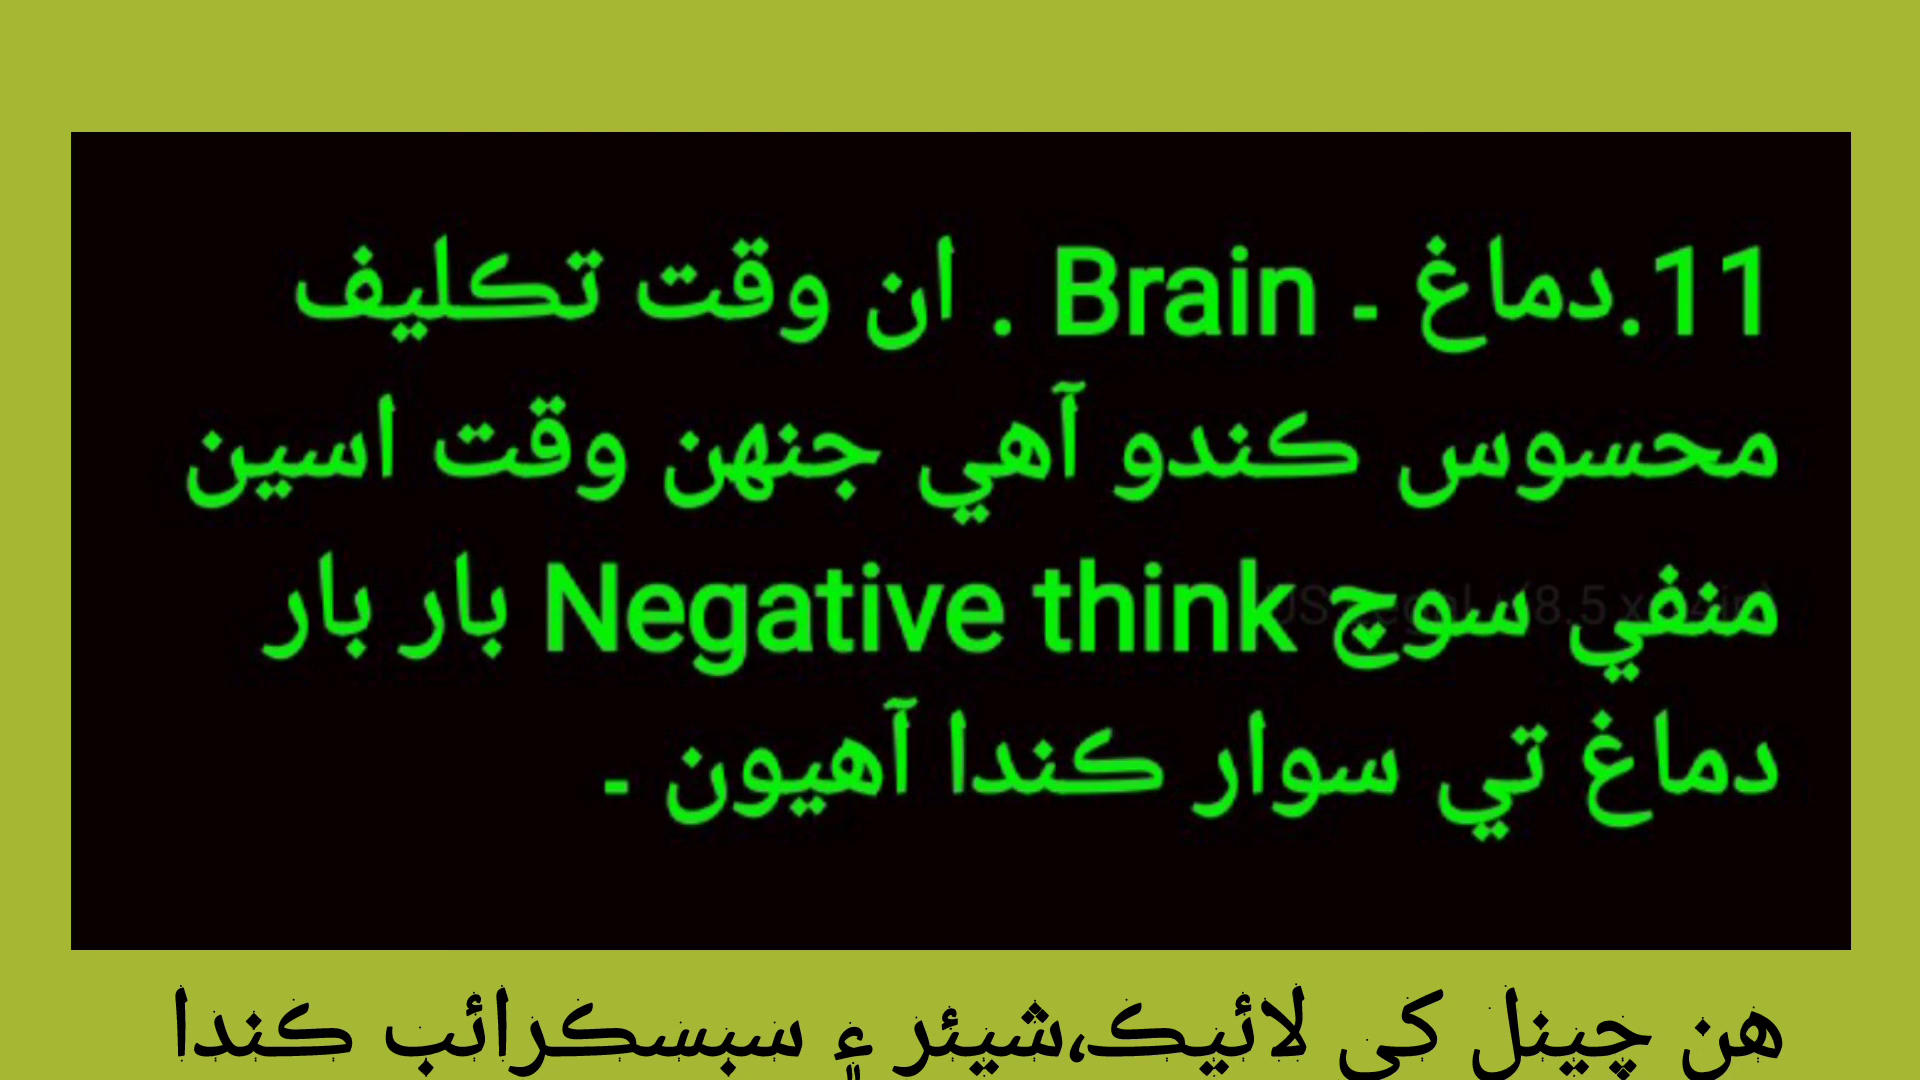 11.دماغ - Brain . ان وقت تڪليف
محسوس ڪندو آهي جنهن وقت اسين
منفي سوچ Negative think بار بار
دماغ تي سوار ڪندا آهيون -
هن چينل کي لائيڪ،شيئر ۽ سبسڪرائب ڪندا